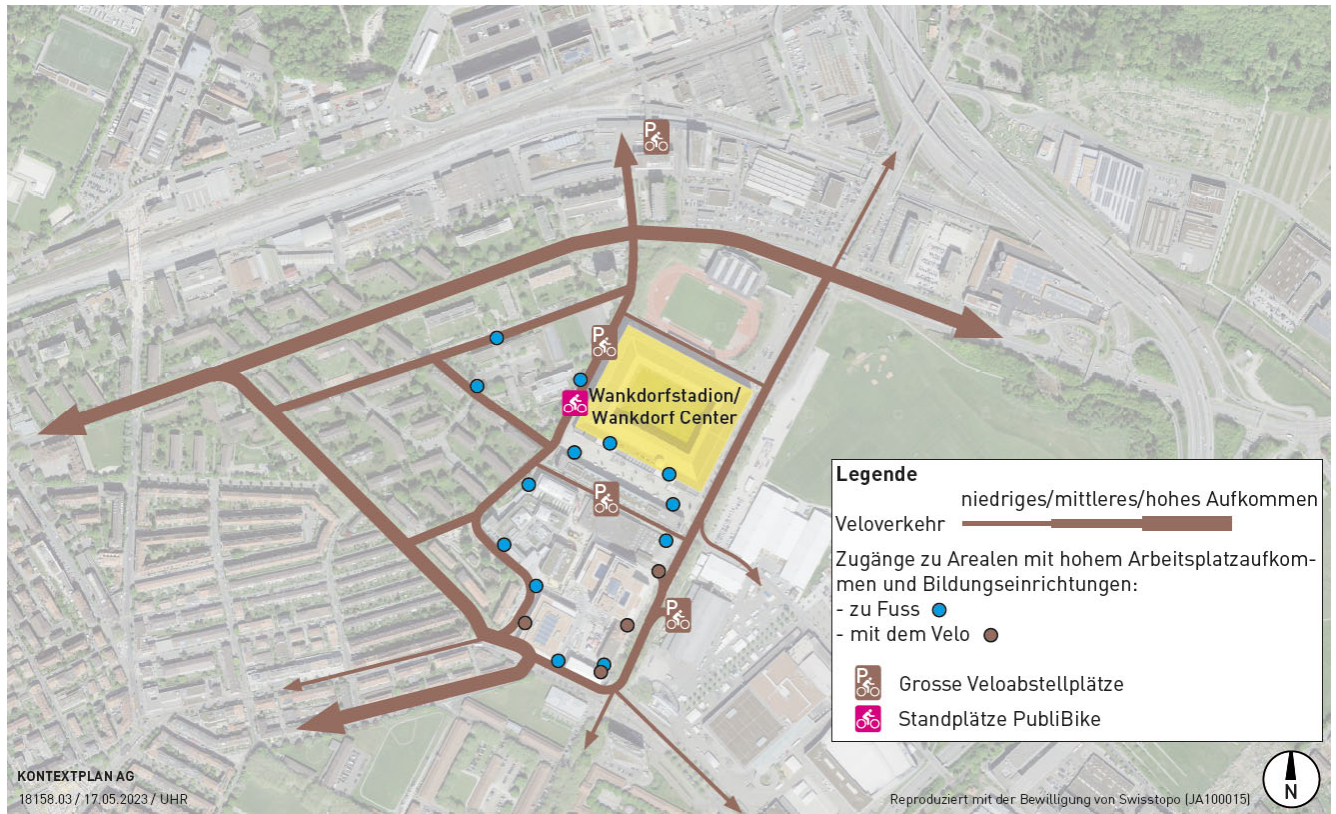 P
P
Wankdorfstadion/
Wankdorf Center
P
P
Legende
niedriges/mittleres/hohes Aufkommen
Veloverkehr
Zugänge zu Arealen mit hohem Arbeitsplatzaufkom-
men und Bildungseinrichtungen:
- zu Fuss
- mit dem Velo
P
Grosse Veloabstellplätze
Standplätze PubliBike
KONTEXTPLAN AG
18158.03 / 17.05.2023 / UHR
Reproduziert mit der Bewilligung von Swisstopo (JA100015)
N